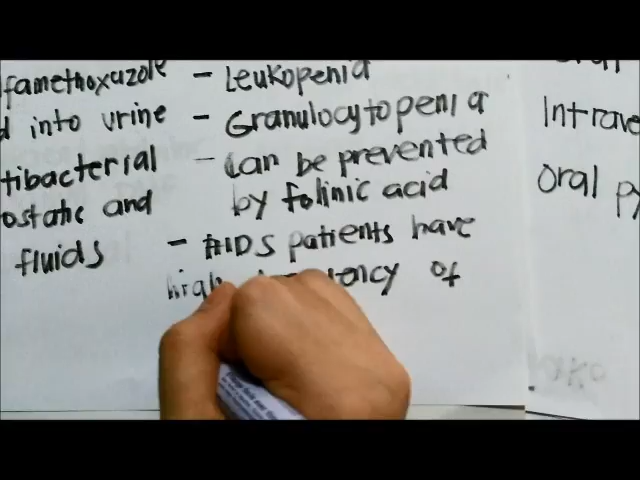 famethoxazole
d into urine
tibacterial
ostatic and
fluids
- Leukopenia
- Granulocytopenia
- Can be prevented
by folinic acid
- AIDS patients have
of
Intrave
oral py